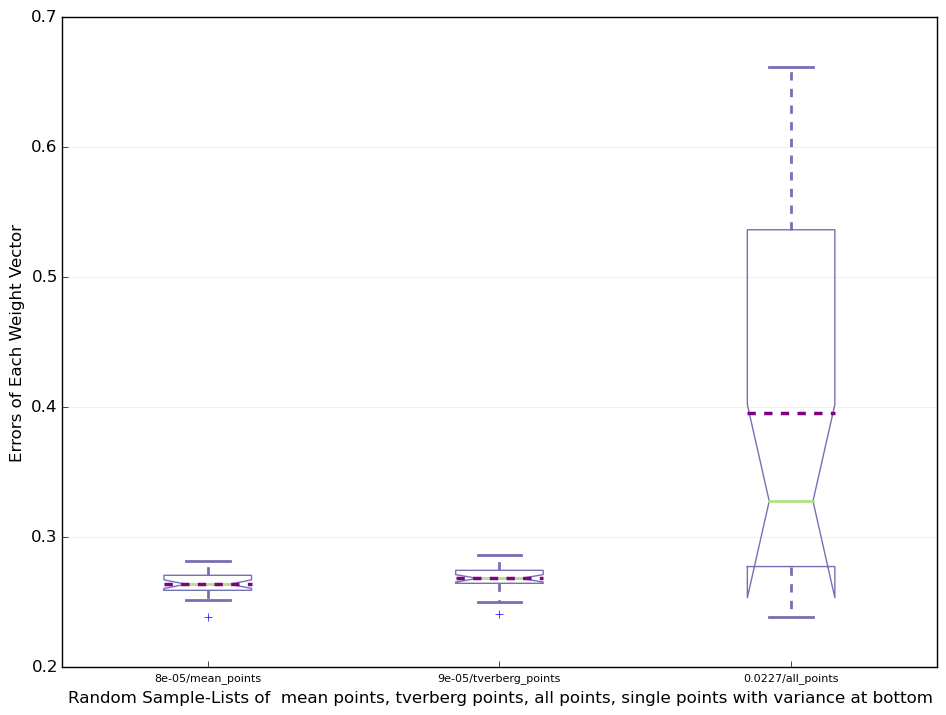 0.7
0.6
0.5
0.4
0.3
0.2
Errors of Each Weight Vector
8e-05/mean_points
9e-05/tverberg_points
0.0227/all_points
Random Sample-Lists of  mean points, tverberg points, all points, single points with variance at bottom